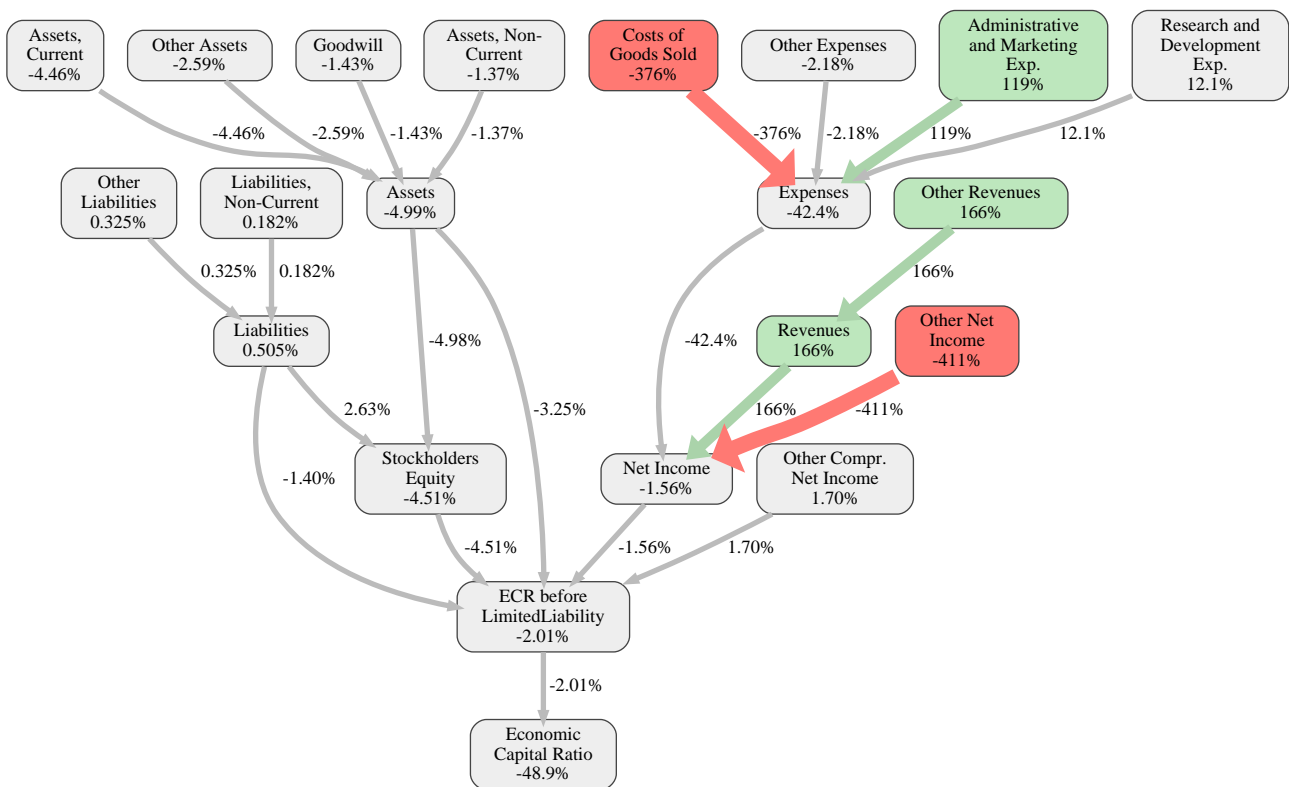 Assets,
Current
-4.46%
Other Assets
-2.59%
Goodwill
-1.43%
Assets, Non-
Current
-1.37%
Costs of
Goods Sold
-376%
Other Expenses
-2.18%
Administrative
and Marketing
Exp.
119%
Research and
Development
Exp.
12.1%
-4.46%
-2.59%
-1.43%
-1.37%
-376%
-2.18%
119%
12.1%
Other
Liabilities
0.325%
Liabilities,
Non-Current
0.182%
Assets
-4.99%
Expenses
-42.4%
Other Revenues
166%
0.325%
0.182%
166%
Liabilities
0.505%
-4.98%
-42.4%
Revenues
166%
Other Net
Income
-411%
2.63%
-3.25%
166%
-411%
-1.40%
Stockholders
Equity
-4.51%
Net Income
-1.56%
Other Compr.
Net Income
1.70%
-4.51%
-1.56%
1.70%
ECR before
LimitedLiability
-2.01%
-2.01%
Economic
Capital Ratio
-48.9%